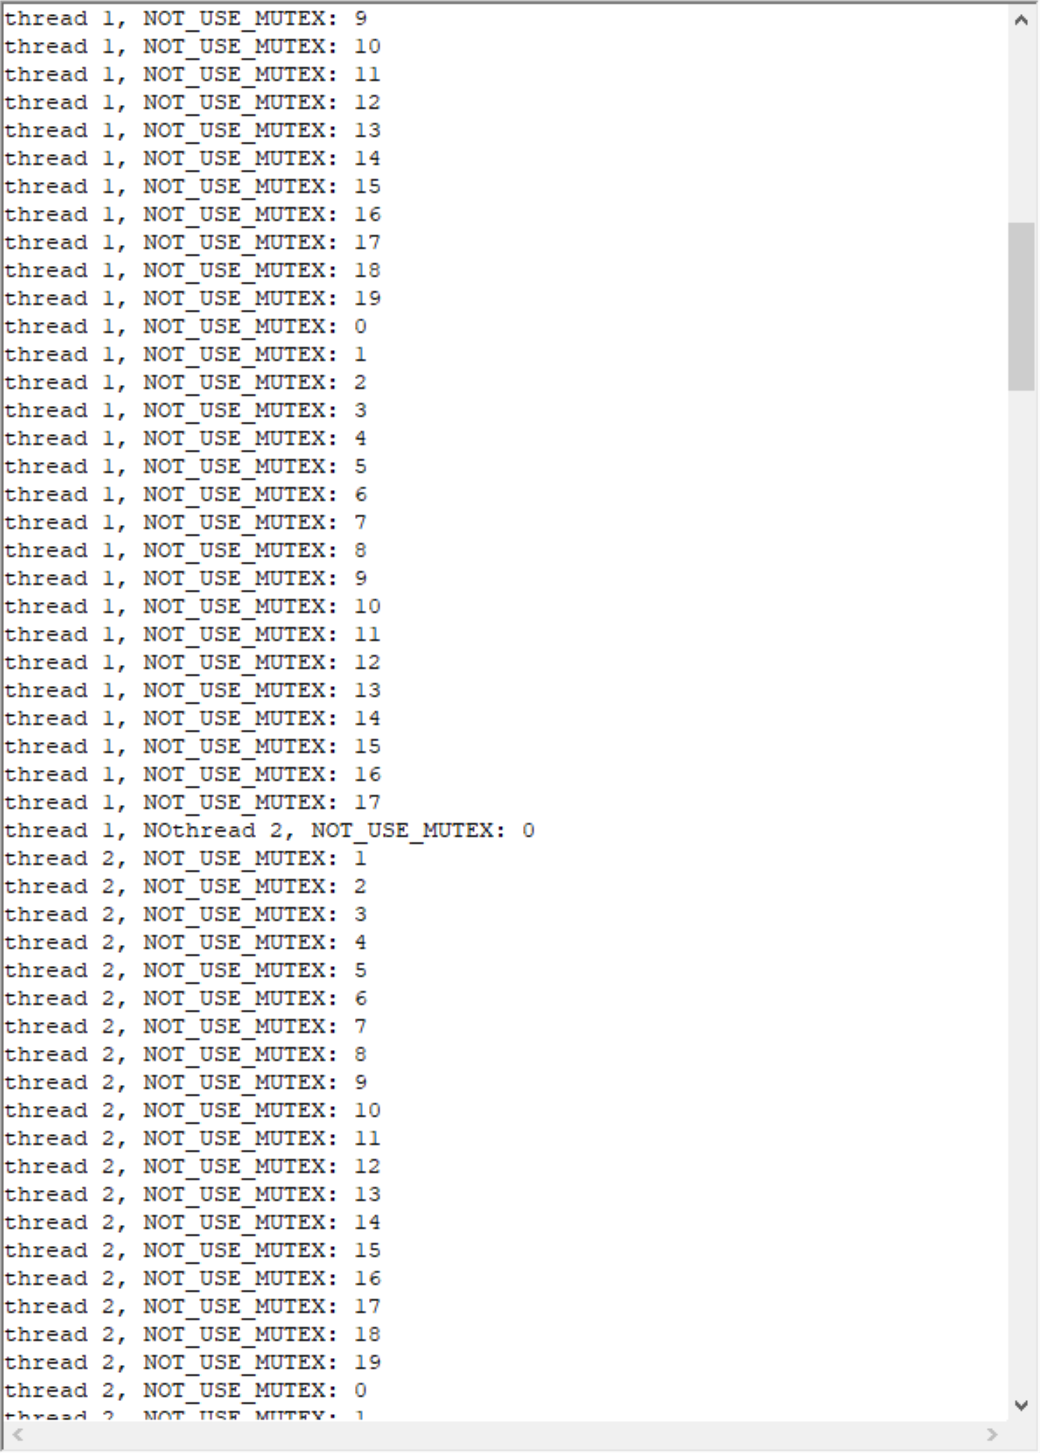 thread 1, NOT_USE_MUTEX: 9
thread 1, NOT_USE_MUTEX: 10
thread 1, NOT_USE_MUTEX: 11
thread 1, NOT_USE_MUTEX: 12
thread 1, NOT_USE_MUTEX: 13
thread 1, NOT_USE_MUTEX: 14
thread 1, NOT_USE_MUTEX: 15
thread 1, NOT_USE_MUTEX: 16
thread 1, NOT_USE_MUTEX: 17
thread 1, NOT_USE_MUTEX: 18
thread 1, NOT_USE_MUTEX: 19
thread 1, NOT_USE_MUTEX: 0
thread 1, NOT_USE_MUTEX: 1
thread 1, NOT_USE_MUTEX: 2
thread 1, NOT_USE_MUTEX: 3
thread 1, NOT_USE_MUTEX: 4
thread 1, NOT_USE_MUTEX: 5
thread 1, NOT_USE_MUTEX: 6
thread 1, NOT_USE_MUTEX: 7
thread 1, NOT_USE_MUTEX: 8
thread 1, NOT_USE_MUTEX: 9
thread 1, NOT_USE_MUTEX: 10
thread 1, NOT_USE_MUTEX: 11
thread 1, NOT_USE_MUTEX: 12
thread 1, NOT_USE_MUTEX: 13
thread 1, NOT_USE_MUTEX: 14
thread 1, NOT_USE_MUTEX: 15
thread 1, NOT_USE_MUTEX: 16
thread 1, NOT_USE_MUTEX: 17
thread 1, NOthread 2, NOT_USE_MUTEX: 0
thread 2, NOT_USE_MUTEX: 1
thread 2, NOT_USE_MUTEX: 2
thread 2, NOT_USE_MUTEX: 3
thread 2, NOT_USE_MUTEX: 4
thread 2, NOT_USE_MUTEX: 5
thread 2, NOT_USE_MUTEX: 6
thread 2, NOT_USE_MUTEX: 7
thread 2, NOT_USE_MUTEX: 8
thread 2, NOT_USE_MUTEX: 9
thread 2, NOT_USE_MUTEX: 10
thread 2, NOT_USE_MUTEX: 11
thread 2, NOT_USE_MUTEX: 12
thread 2, NOT_USE_MUTEX: 13
thread 2, NOT_USE_MUTEX: 14
thread 2, NOT_USE_MUTEX: 15
thread 2, NOT_USE_MUTEX: 16
thread 2, NOT_USE_MUTEX: 17
thread 2, NOT_USE_MUTEX: 18
thread 2, NOT_USE_MUTEX: 19
thread 2, NOT_USE_MUTEX: 0
thread 2, NOT_USE_MUTEX: 1